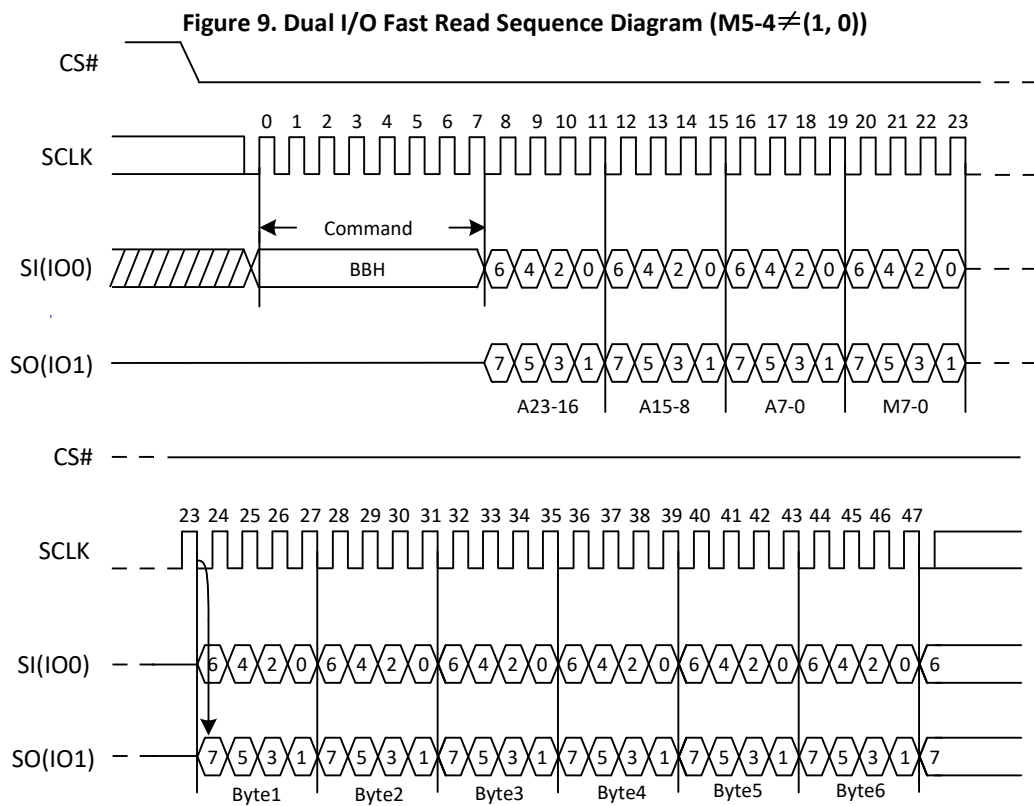 Figure 9. Dual I/O Fast Read Sequence Diagram (M5-4≠(1, 0))
CS#
0 1 2 3 4 5 6 7 8 9 10 11 12 13 14 15 16 17 18 19 20 21 22 23
SCLK
Command
SI(IO0) BBH 6 4 2 0 6 4 2 0 6 4 2 0 6 4 2 0
SO(IO1) 7 5 3 1 7 5 3 1 7 5 3 1 7 5 3 1
A23-16 A15-8 A7-0 M7-0
CS#
23 24 25 26 27 28 29 30 31 32 33 34 35 36 37 38 39 40 41 42 43 44 45 46 47
SCLK
SI(IO0) 6 4 2 0 6 4 2 0 6 4 2 0 6 4 2 0 6 4 2 0 6 4 2 0 6
SO(IO1) 7 5 3 1 7 5 3 1 7 5 3 1 7 5 3 1 7 5 3 1 7 5 3 1 7
Byte1 Byte2 Byte3 Byte4 Byte5 Byte6